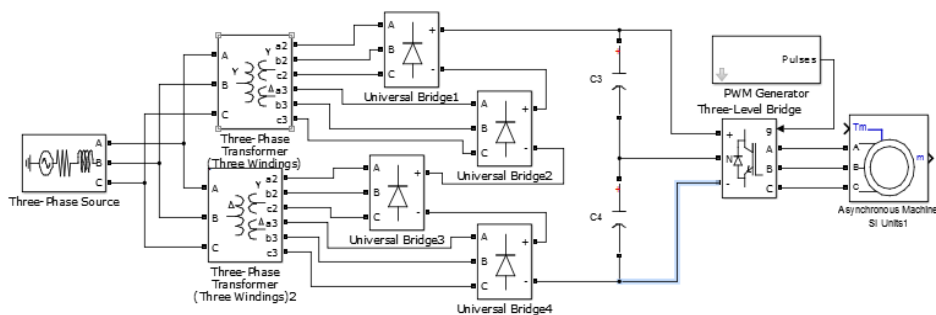 A
B
C
Three-Phase Source
A
B
C
Y
Y
Δ
a2
b2
c2
a3
b3
c3
Three-Phase
Transformer
(Three Windings)
A
B
C
Δ
Y
Δ
a2
b2
c2
a3
b3
c3
Three-Phase
Transformer
(Three Windings)2
A
B
C
+
-
Universal Bridge1
A
B
C
+
-
Universal Bridge2
A
B
C
+
-
Universal Bridge3
A
B
C
+
-
Universal Bridge4
+
C3
+
C4
Pulses
PWM Generator
Three-Level Bridge
+
N
-
g
A
B
C
Tm
m
A
B
C
Asynchronous Machine
SI Units1